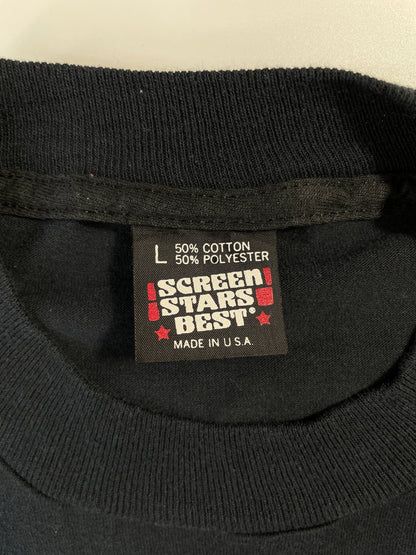 L 50% COTTON
50% POLYESTER
SCREEN
STARS
BEST®
MADE IN U.S.A.